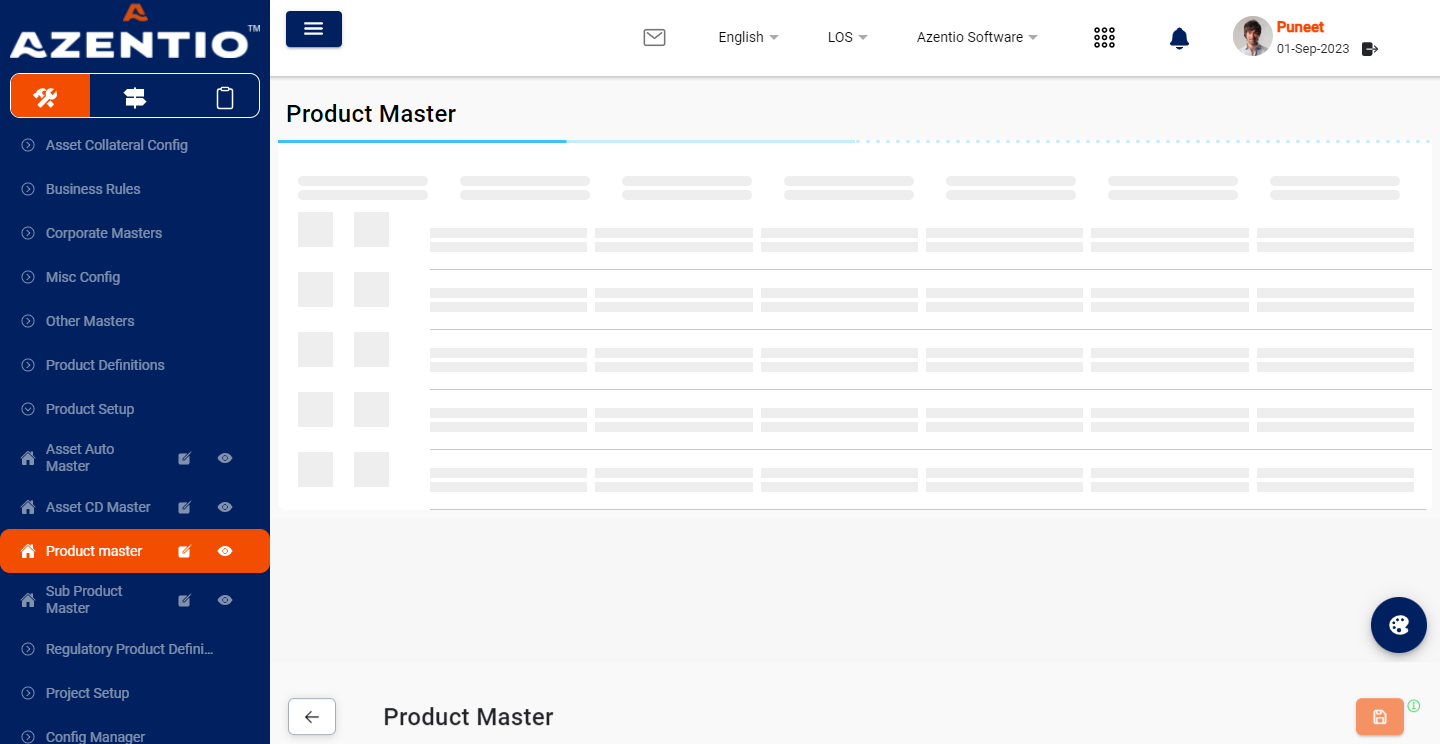 AZENTIO™
English
LOS
Azentio Software
Puneet
01-Sep-2023
Product Master
Asset Collateral Config
Business Rules
Corporate Masters
Misc Config
Other Masters
Product Definitions
Product Setup
Asset Auto
Master
Asset CD Master
Product master
Sub Product
Master
Regulatory Product Defini...
Project Setup
Config Manager
Product Master